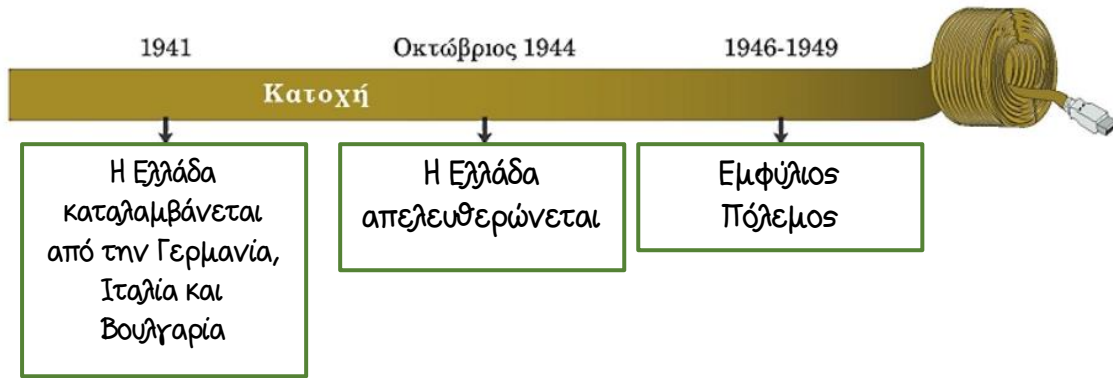 1941 Οκτώβριος 1944 1946-1949
Κατοχή
Η Ελλάδα
καταλαμβάνεται
από την Γερμανία,
Ιταλία και
Βουλγαρία
Η Ελλάδα
απελευθερώνεται
Εμφύλιος
Πόλεμος